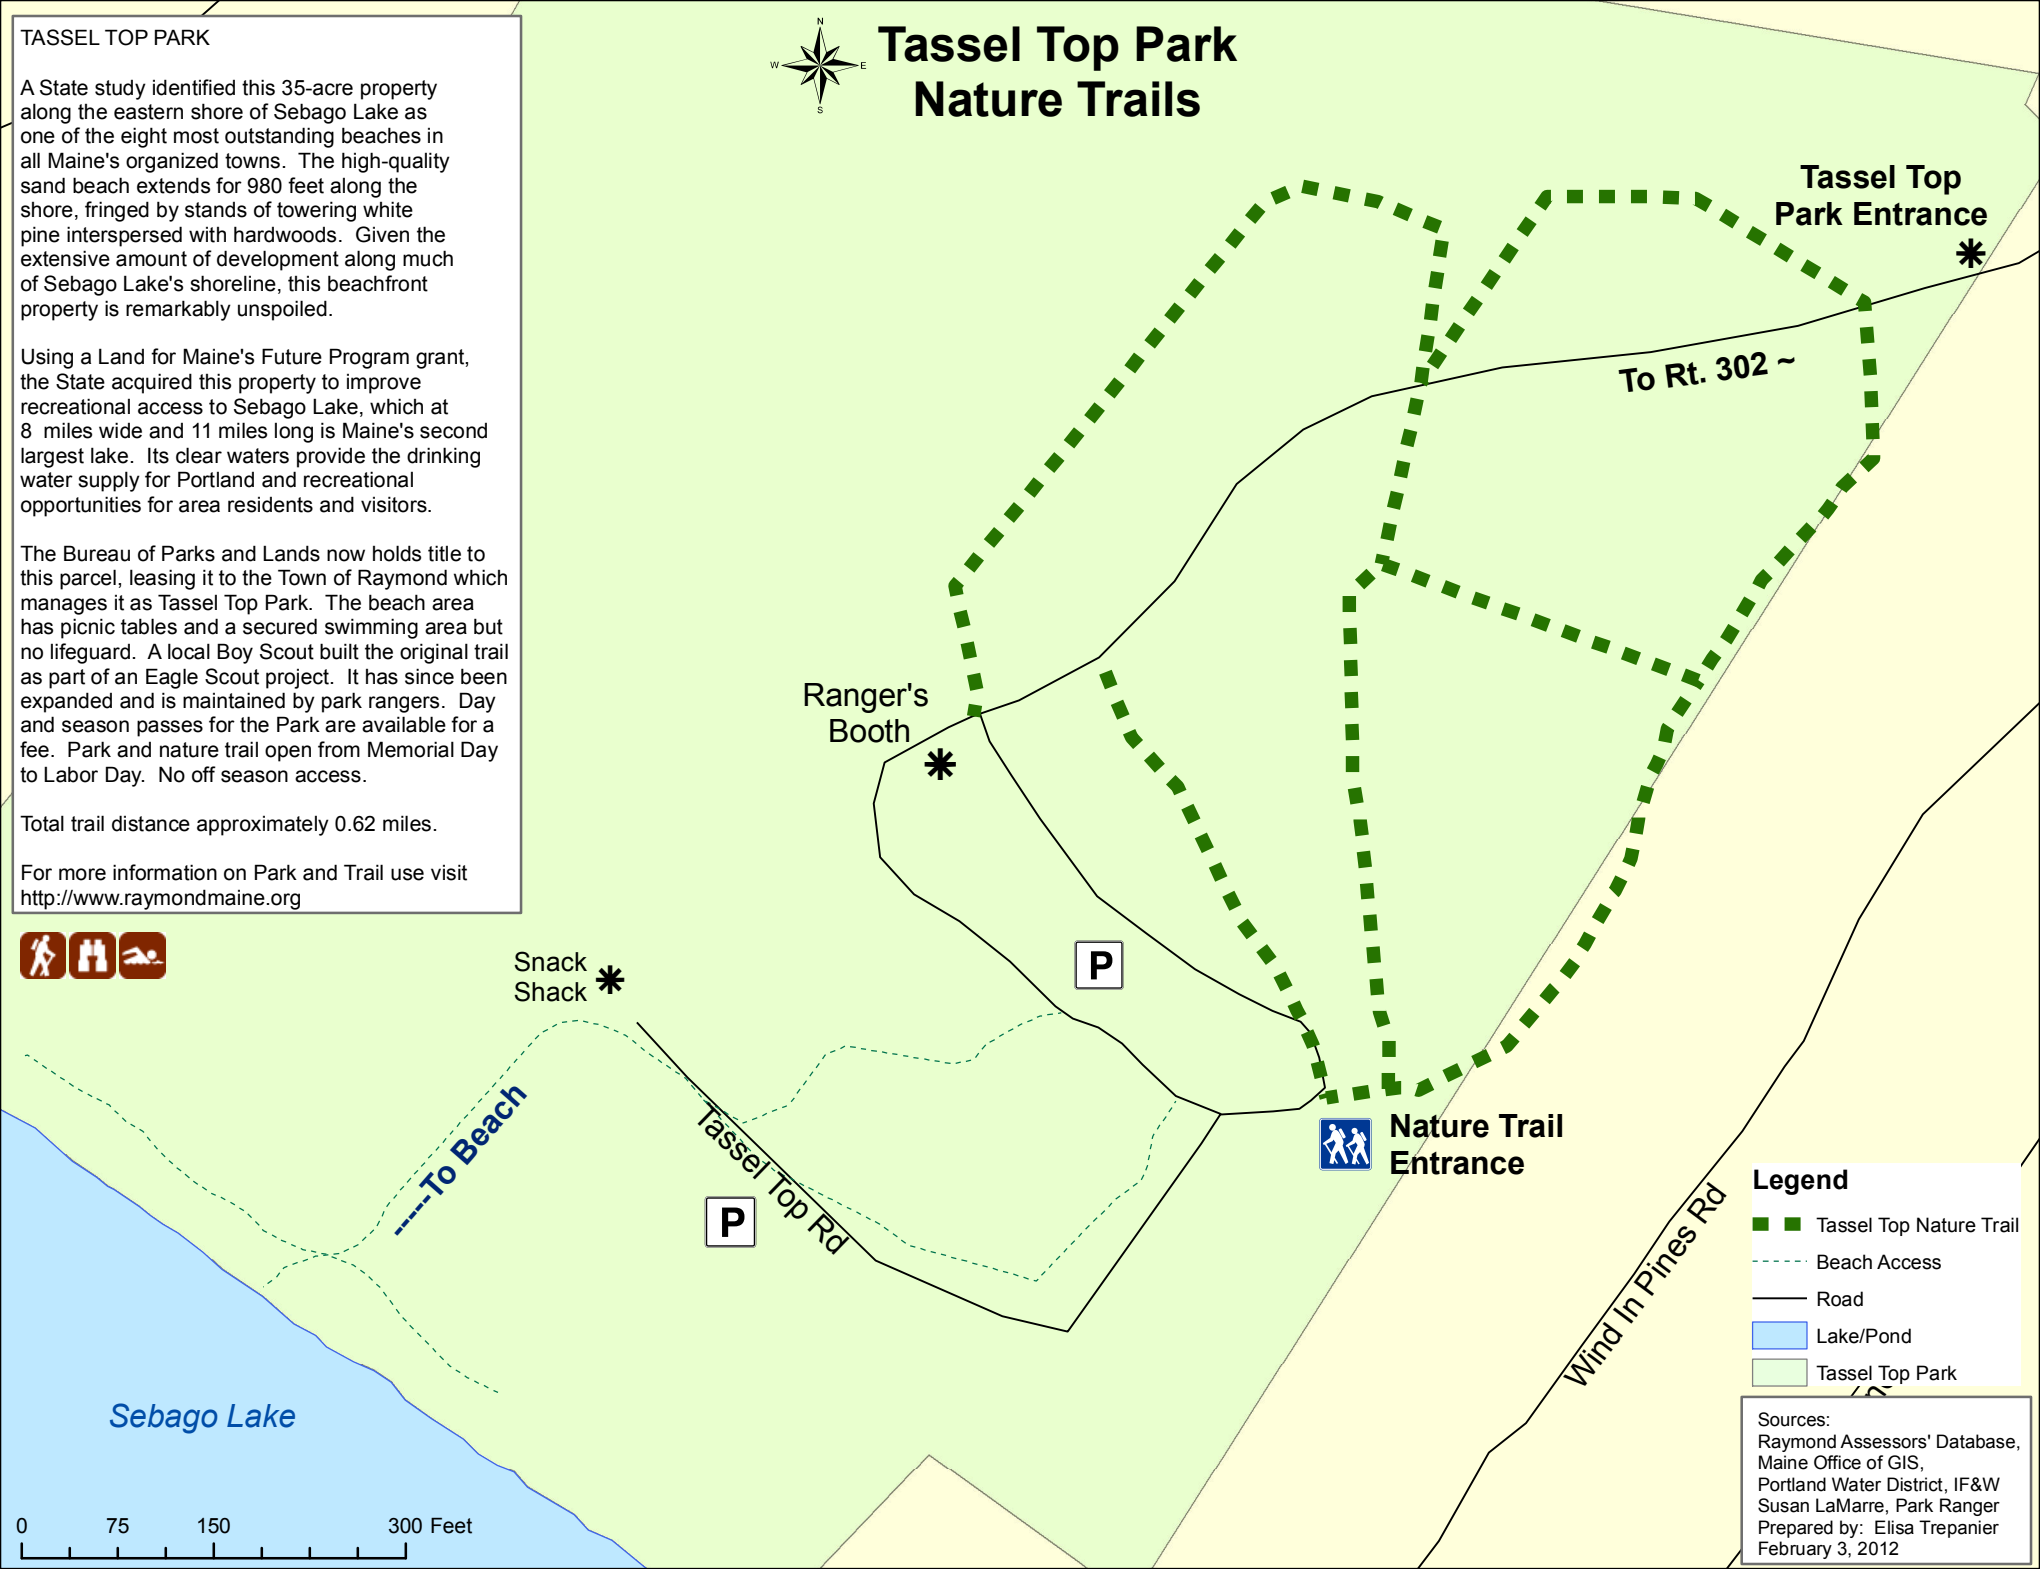 TASSEL TOP PARK
A State study identified this 35-acre property
along the eastern shore of Sebago Lake as
one of the eight most outstanding beaches in
all Maine's organized towns.  The high-quality
sand beach extends for 980 feet along the
shore, fringed by stands of towering white
pine interspersed with hardwoods.  Given the
extensive amount of development along much
of Sebago Lake's shoreline, this beachfront
property is remarkably unspoiled.
Using a Land for Maine's Future Program grant,
the State acquired this property to improve
recreational access to Sebago Lake, which at
8  miles wide and 11 miles long is Maine's second
largest lake.  Its clear waters provide the drinking
water supply for Portland and recreational
opportunities for area residents and visitors.
The Bureau of Parks and Lands now holds title to
this parcel, leasing it to the Town of Raymond which
manages it as Tassel Top Park.  The beach area
has picnic tables and a secured swimming area but
no lifeguard.  A local Boy Scout built the original trail
as part of an Eagle Scout project.  It has since been
expanded and is maintained by park rangers.  Day
and season passes for the Park are available for a
fee.  Park and nature trail open from Memorial Day
to Labor Day.  No off season access.
Total trail distance approximately 0.62 miles.
For more information on Park and Trail use visit
http://www.raymondmaine.org
N
W E
S
Tassel Top Park
Nature Trails
Tassel Top
Park Entrance
To Rt. 302 ~
Ranger's
Booth
P
Snack
Shack
------To Beach
Tassel Top Rd
P
Nature Trail
Entrance
Wind In Pines Rd
Sebago Lake
0 75 150 300 Feet
Legend
Tassel Top Nature Trail
Beach Access
Road
Lake/Pond
Tassel Top Park
Sources:
Raymond Assessors' Database,
Maine Office of GIS,
Portland Water District, IF&W
Susan LaMarre, Park Ranger
Prepared by:  Elisa Trepanier
February 3, 2012